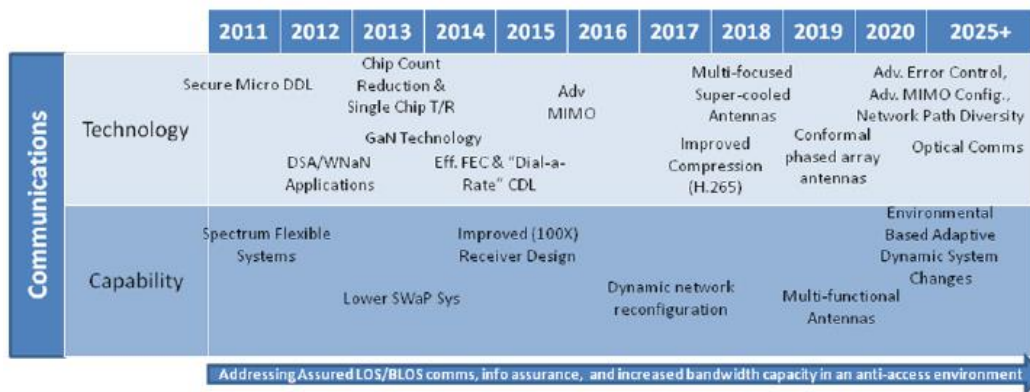 2011 2012 2013 2014 2015 2016 2017 2018 2019 2020 2025+
Communications
Technology
Secure Micro DDL
Chip Count
Reduction &
Single Chip T/R
GaN Technology
DSA/WNaN
Applications
Eff. FEC & “Dial-a-
Rate” CDL
Adv
MIMO
Multi-focused
Super-cooled
Antennas
Improved
Compression
(H.265)
Conformal
phased array
antennas
Adv. Error Control,
Adv. MIMO Config.,
Network Path Diversity
Optical Comms
Capability
Spectrum Flexible
Systems
Lower SWaP Sys
Improved (100X)
Receiver Design
Dynamic network
reconfiguration
Multi-functional
Antennas
Environmental
Based Adaptive
Dynamic System
Changes
Addressing Assured LOS/BLOS comms, info assurance, and increased bandwidth capacity in an anti-access environment